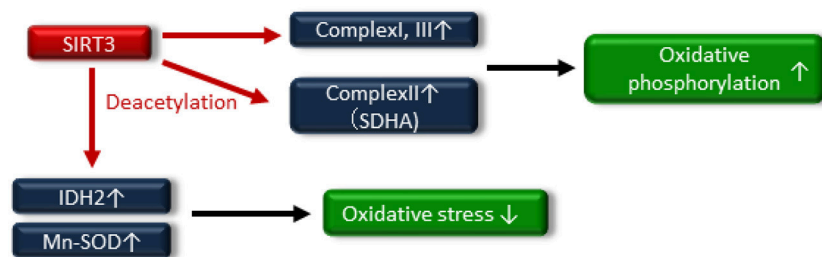 SIRT3
ComplexI, III↑
Oxidative
phosphorylation ↑
Deacetylation
ComplexII↑
(SDHA)
IDH2↑
Mn-SOD↑
Oxidative stress ↓